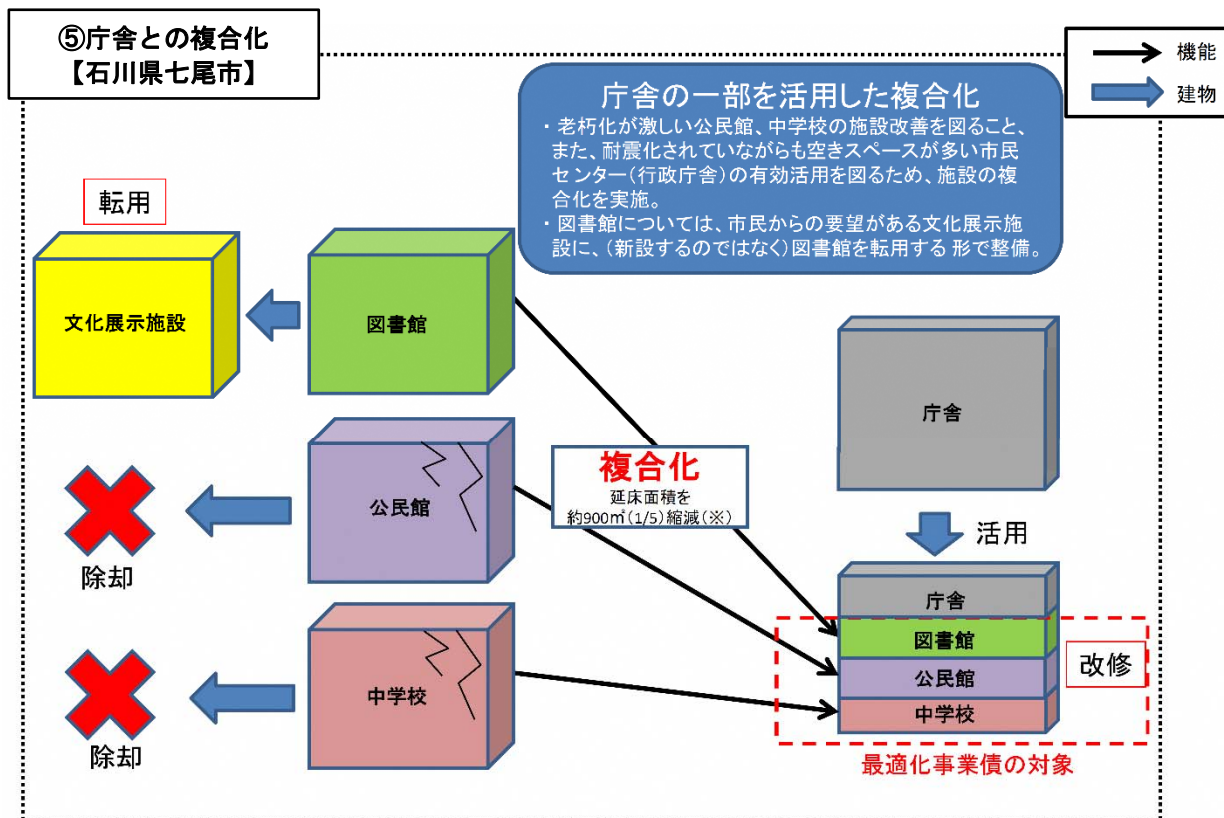 ⑤庁舎との複合化
【石川県七尾市】
機能
建物
庁舎の一部を活用した複合化
・老朽化が激しい公民館、中学校の施設改善を図ること、
また、耐震化されていながらも空きスペースが多い市民
センター(行政庁舎)の有効活用を図るため、施設の複
合化を実施。
・図書館については、市民からの要望がある文化展示施
設に、(新設するのではなく)図書館を転用する 形で整備。
転用
文化展示施設
図書館
庁舎
公民館
除却
複合化
延床面積を
約900㎡(1/5)縮減(※)
活用
中学校
除却
庁舎
図書館
公民館
中学校
改修
最適化事業債の対象